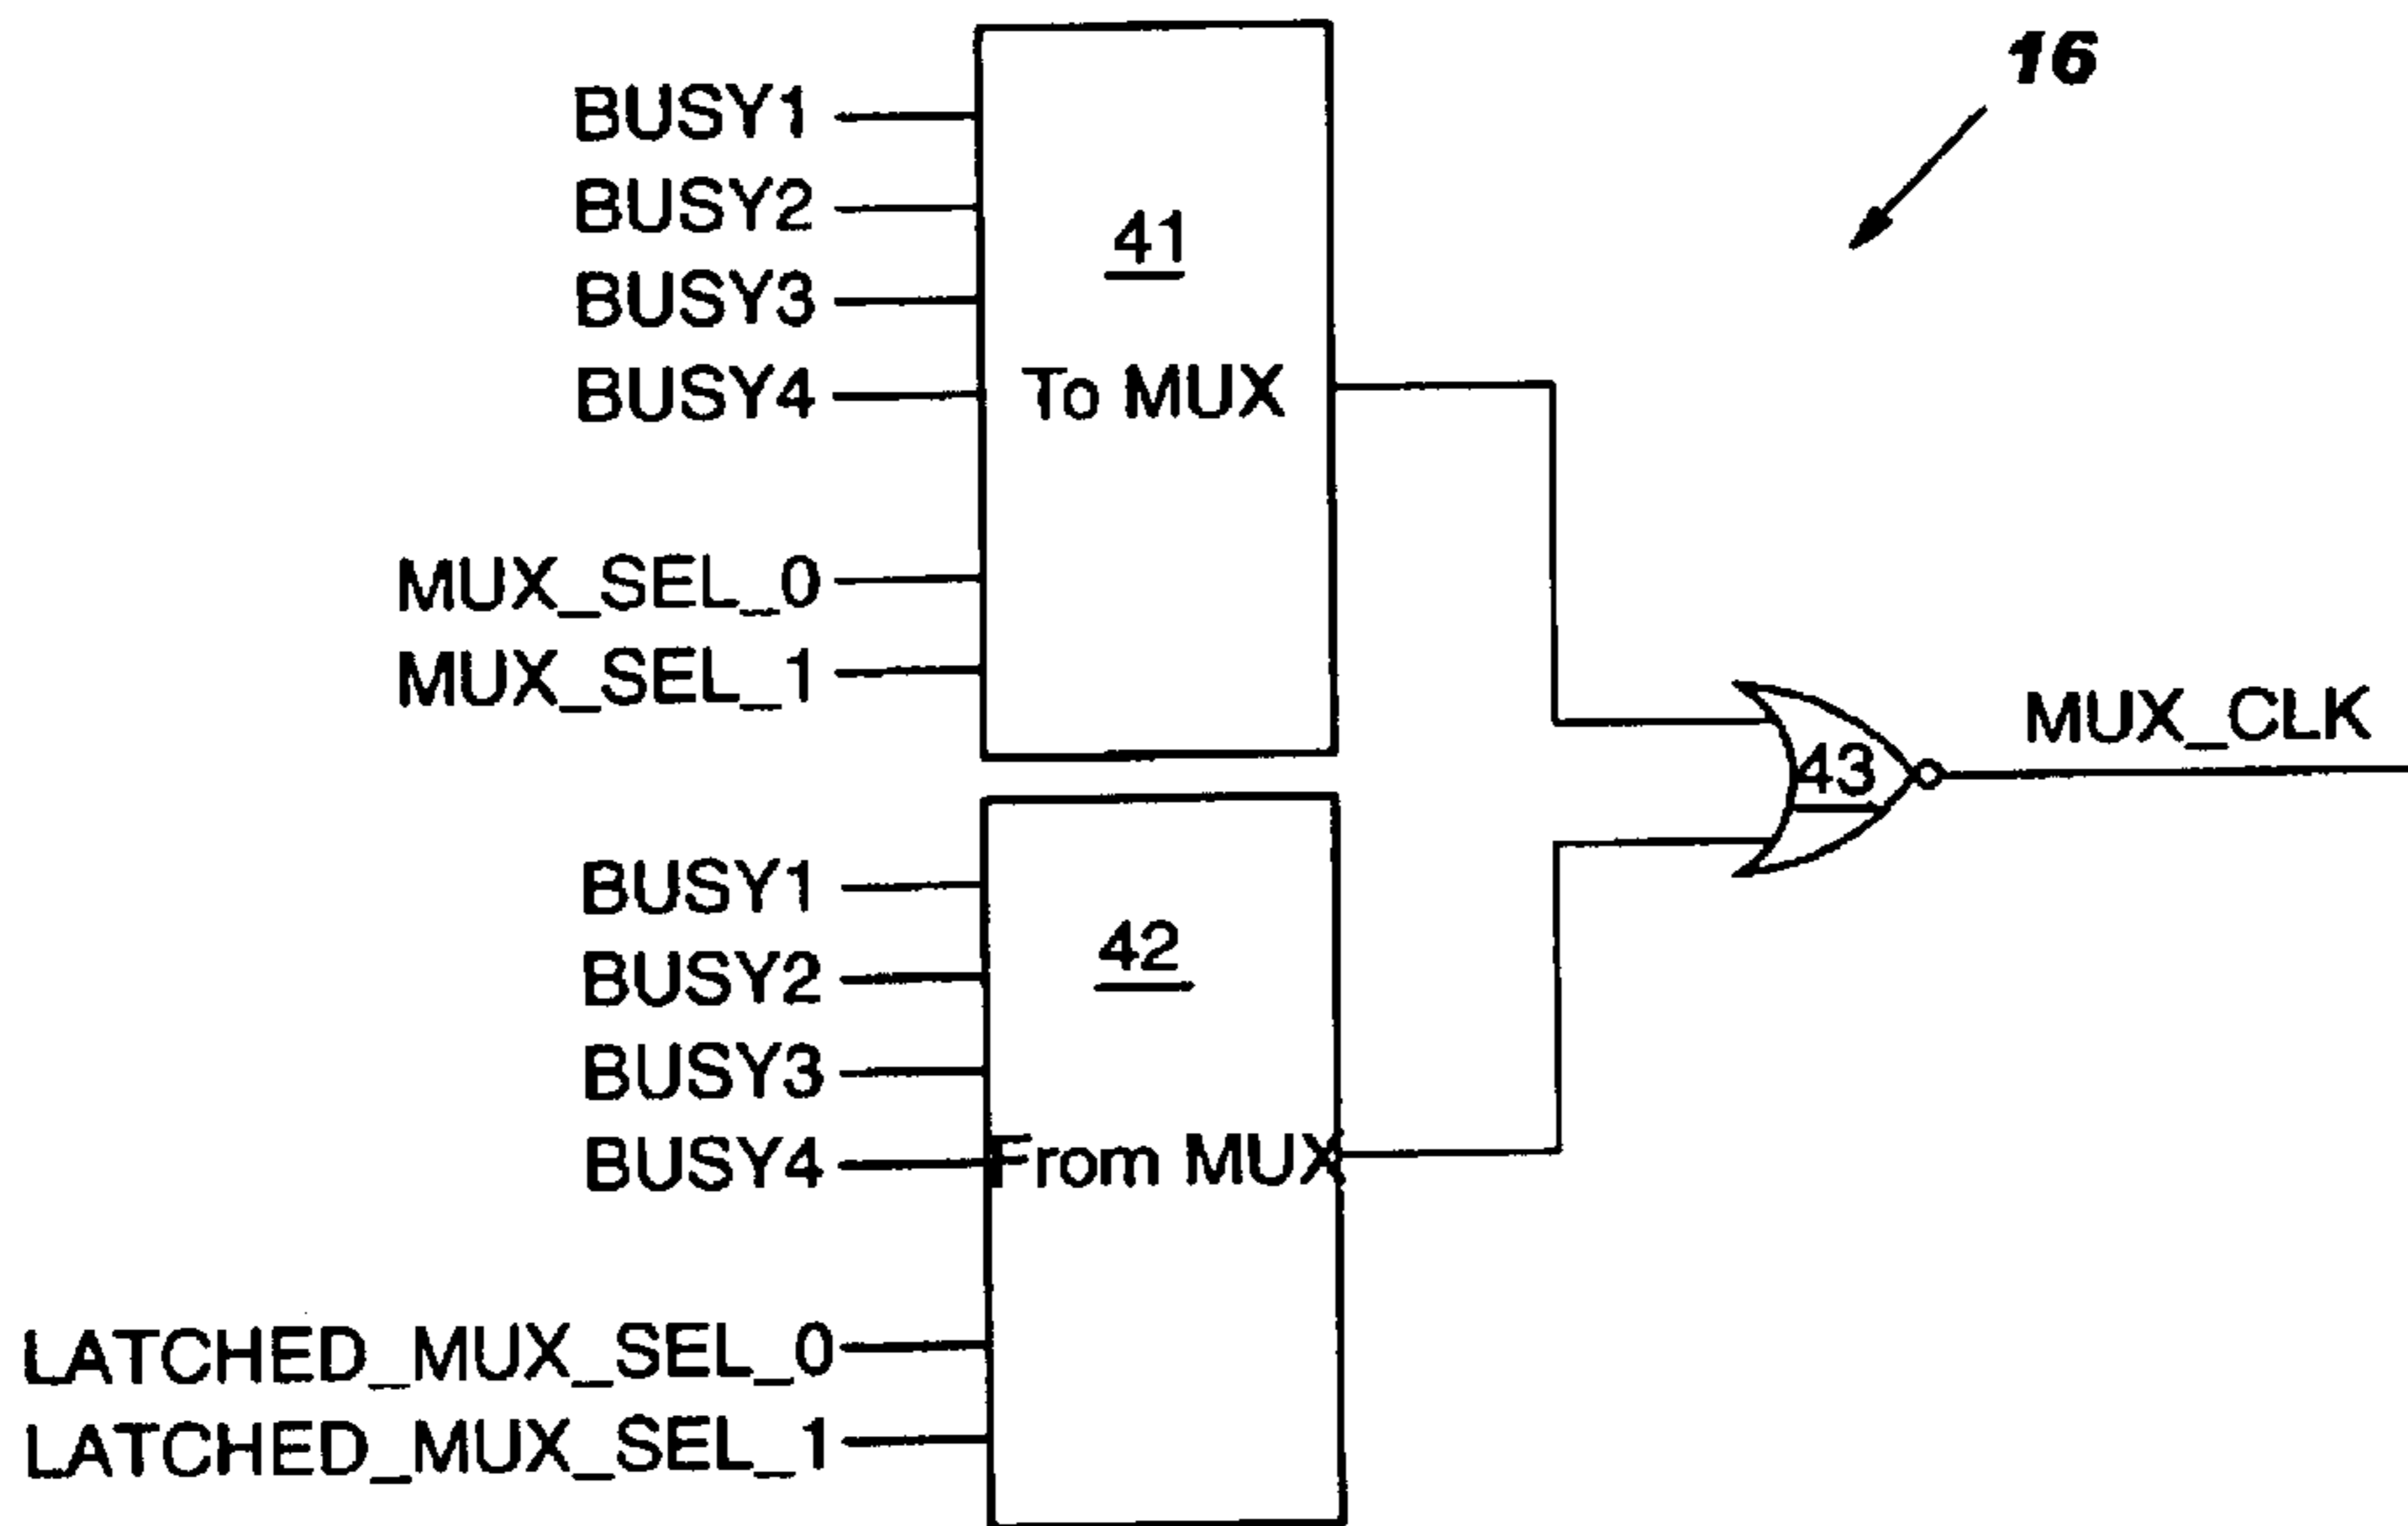 16
BUSY1
BUSY2
BUSY3
BUSY4
41
To MUX
MUX_SEL_0
MUX_SEL_1
43
MUX_CLK
BUSY1
BUSY2
BUSY3
BUSY4
42
From MUX
LATCHED_MUX_SEL_0
LATCHED_MUX_SEL_1